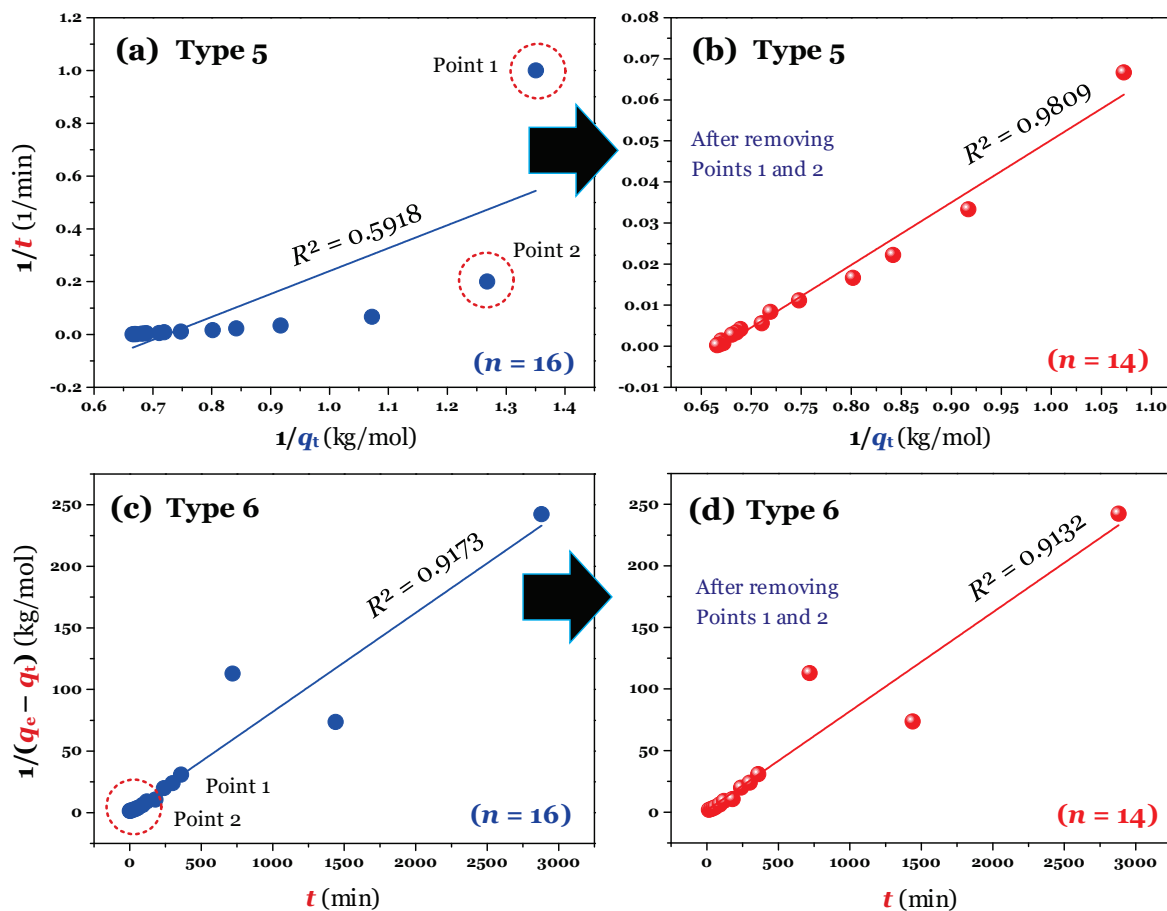 (a) Type 5
Point 1
R² = 0.5918
Point 2
(n = 16)
1/t (1/min)
1.2
1.0
0.8
0.6
0.4
0.2
0.0
-0.2
0.6 0.7 0.8 0.9 1.0 1.1 1.2 1.3 1.4
1/qt (kg/mol)
(b) Type 5
After removing
Points 1 and 2
R² = 0.9809
(n = 14)
0.08
0.07
0.06
0.05
0.04
0.03
0.02
0.01
0.00
-0.01
0.65 0.70 0.75 0.80 0.85 0.90 0.95 1.00 1.05 1.10
1/qt (kg/mol)
(c) Type 6
R² = 0.9173
Point 1
Point 2
(n = 16)
1/(qe – qt) (kg/mol)
250
200
150
100
50
0
0 500 1000 1500 2000 2500 3000
t (min)
(d) Type 6
After removing
Points 1 and 2
R² = 0.9132
(n = 14)
250
200
150
100
50
0
0 500 1000 1500 2000 2500 3000
t (min)